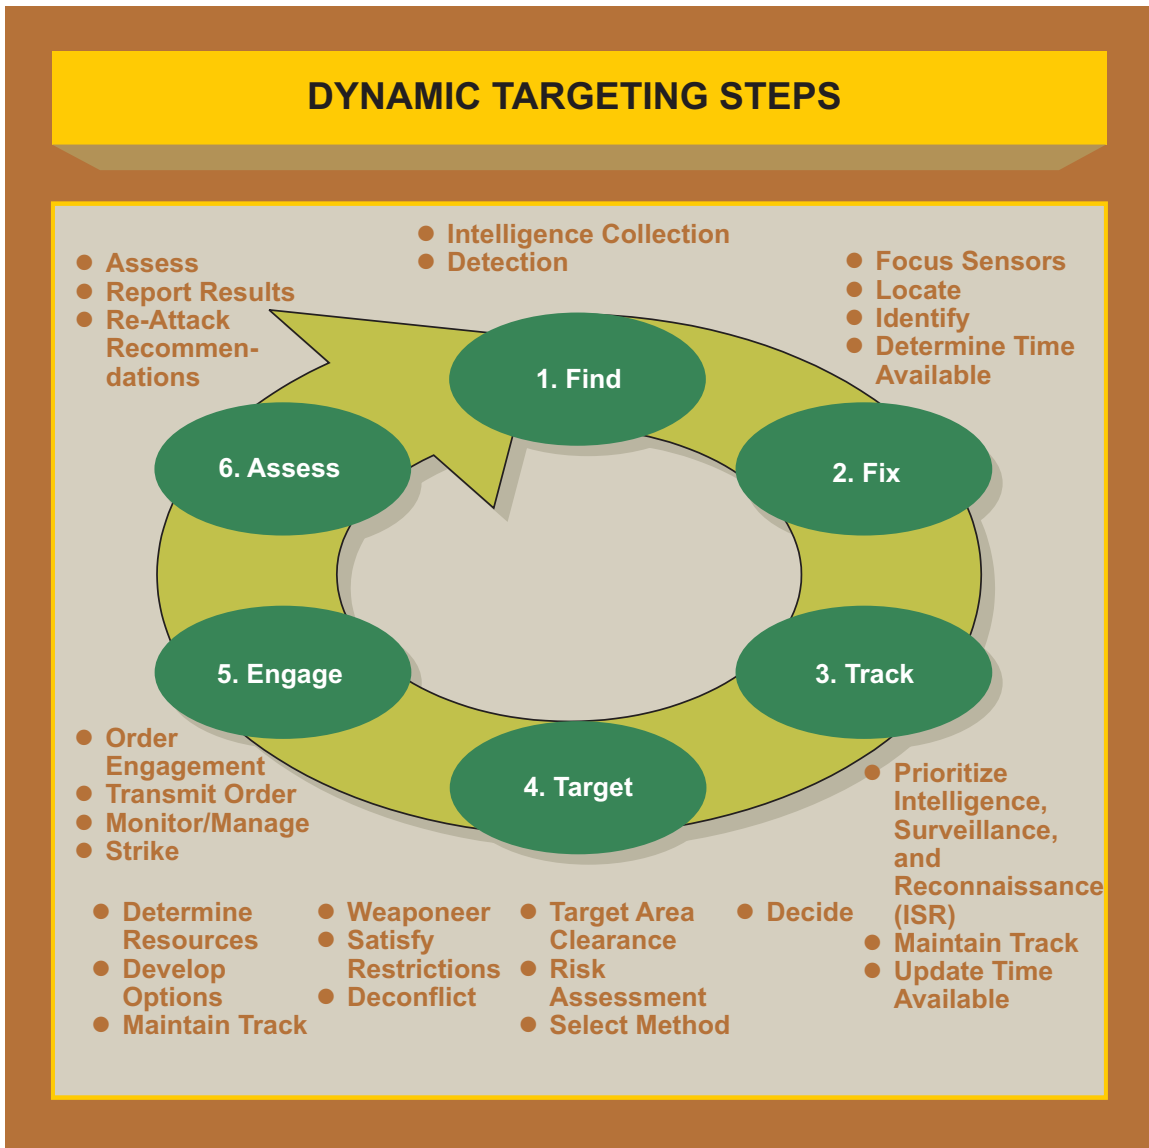 DYNAMIC TARGETING STEPS
Intelligence Collection
Detection
Assess
Report Results
Re-Attack
Recommen-
dations
Focus Sensors
Locate
Identify
Determine Time
Available
1. Find
2. Fix
3. Track
4. Target
5. Engage
6. Assess
Order
Engagement
Transmit Order
Monitor/Manage
Strike
Prioritize
Intelligence,
Surveillance,
and
Reconnaissance
(ISR)
Maintain Track
Update Time
Available
Determine
Resources
Develop
Options
Maintain Track
Weaponeer
Satisfy
Restrictions
Deconflict
Target Area
Clearance
Risk
Assessment
Select Method
Decide